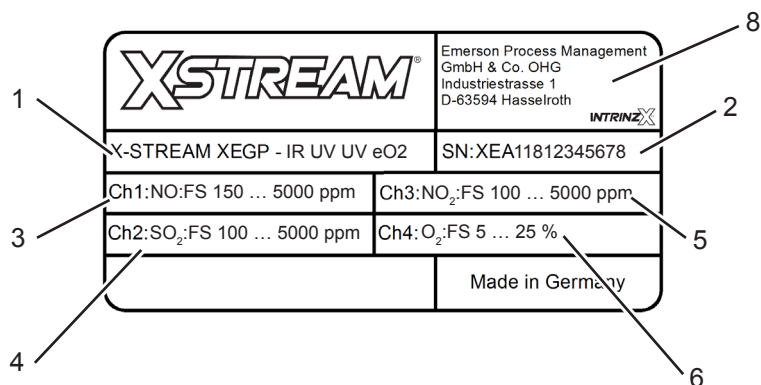 8
XSTREAM®
Emerson Process Management
GmbH & Co. OHG
Industriestrasse 1
D-63594 Hasselroth
INTRINZX
1
2
X-STREAM XEGP - IR UV UV eO2
SN:XEA11812345678
Ch1:NO:FS 150 … 5000 ppm
Ch3:NO₂:FS 100 … 5000 ppm
3
5
Ch2:SO₂:FS 100 … 5000 ppm
Ch4:O₂:FS 5 … 25 %
Made in Germany
4
6